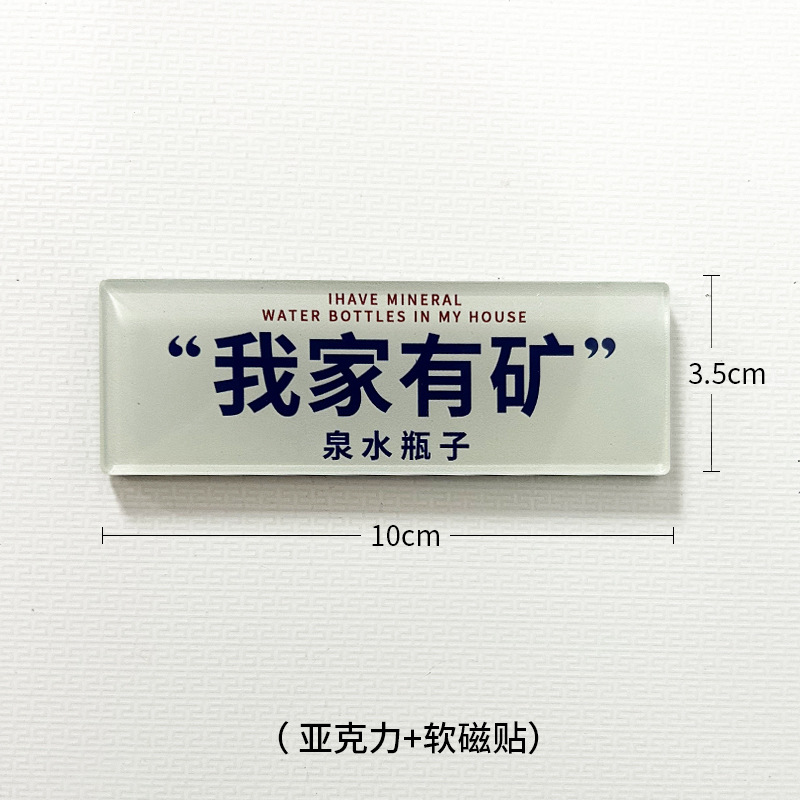 IHAVE MINERAL
WATER BOTTLES IN MY HOUSE
“我家有矿”
泉水瓶子
3.5cm
10cm
（亚克力+软磁贴）